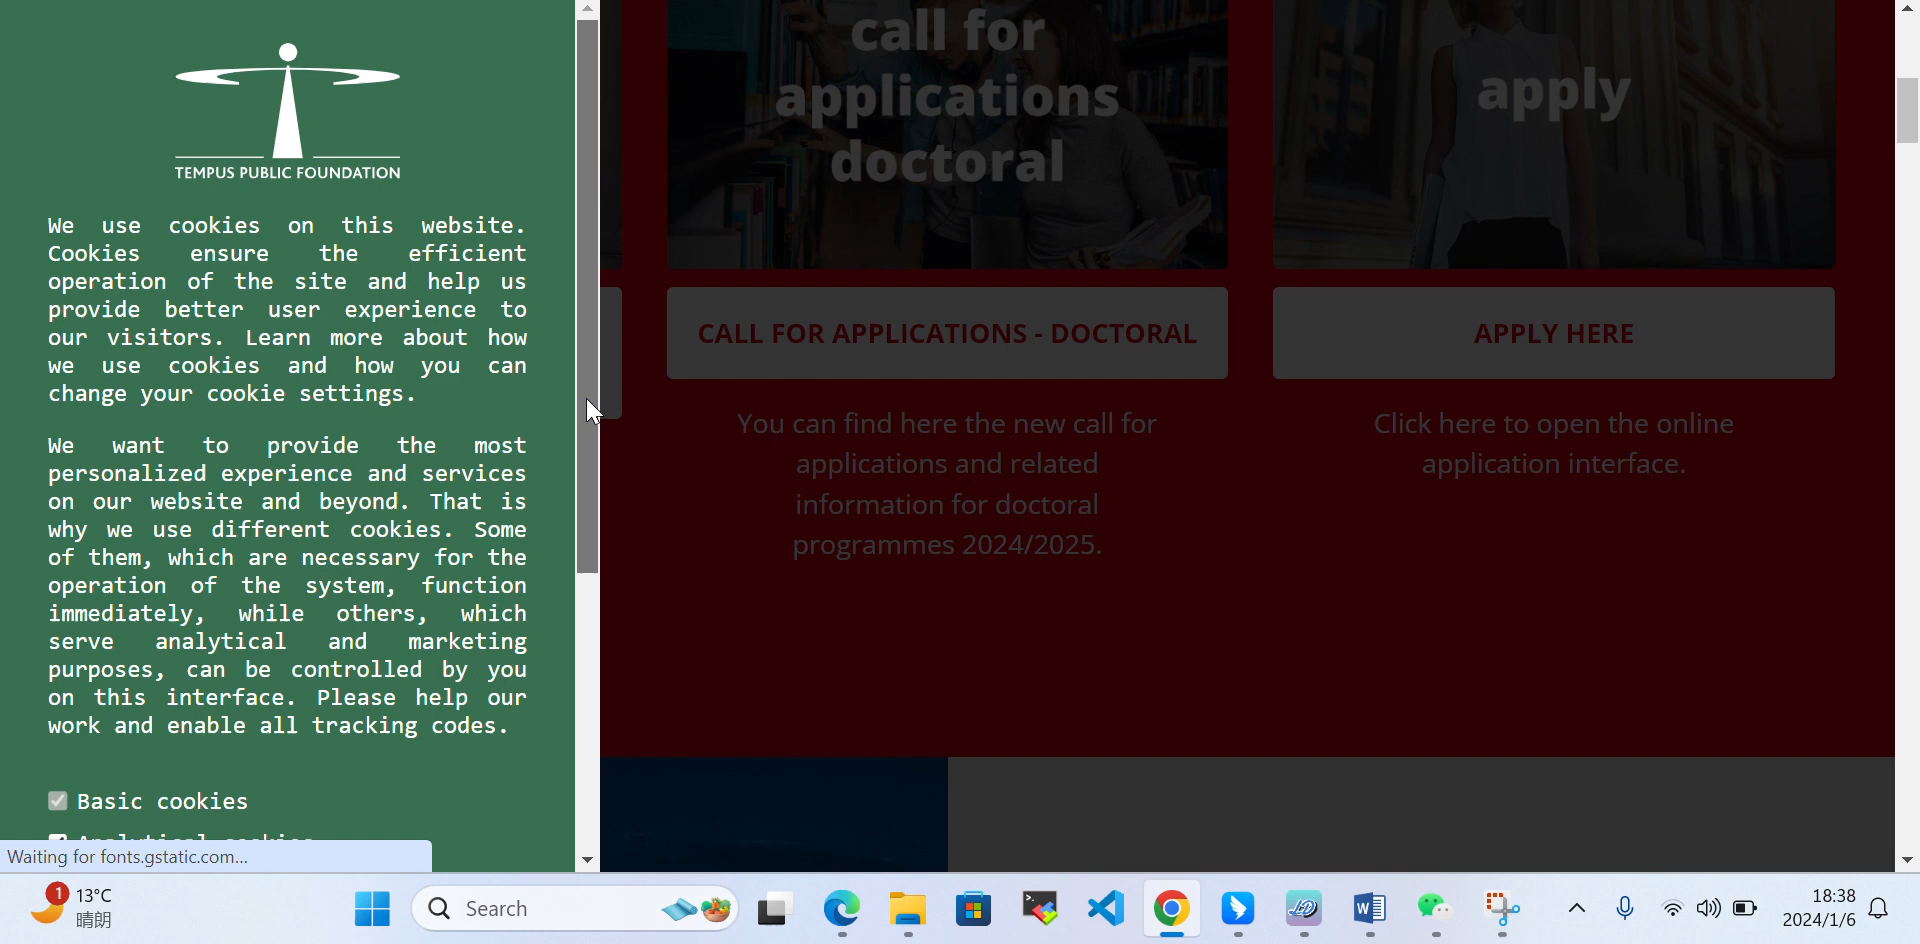 TEMPUS PUBLIC FOUNDATION
We use cookies on this website.
Cookies ensure the efficient
operation of the site and help us
provide better user experience to
our visitors. Learn more about how
we use cookies and how you can
change your cookie settings.
We want to provide the most
personalized experience and services
on our website and beyond. That is
why we use different cookies. Some
of them, which are necessary for the
operation of the system, function
immediately, while others, which
serve analytical and marketing
purposes, can be controlled by you
on this interface. Please help our
work and enable all tracking codes.
Basic cookies
Analytical cookies
Waiting for fonts.gstatic.com...
call for
applications
doctoral
CALL FOR APPLICATIONS - DOCTORAL
You can find here the new call for
applications and related
information for doctoral
programmes 2024/2025.
apply
APPLY HERE
Click here to open the online
application interface.
1
13°C
晴朗
Search
18:38
2024/1/6